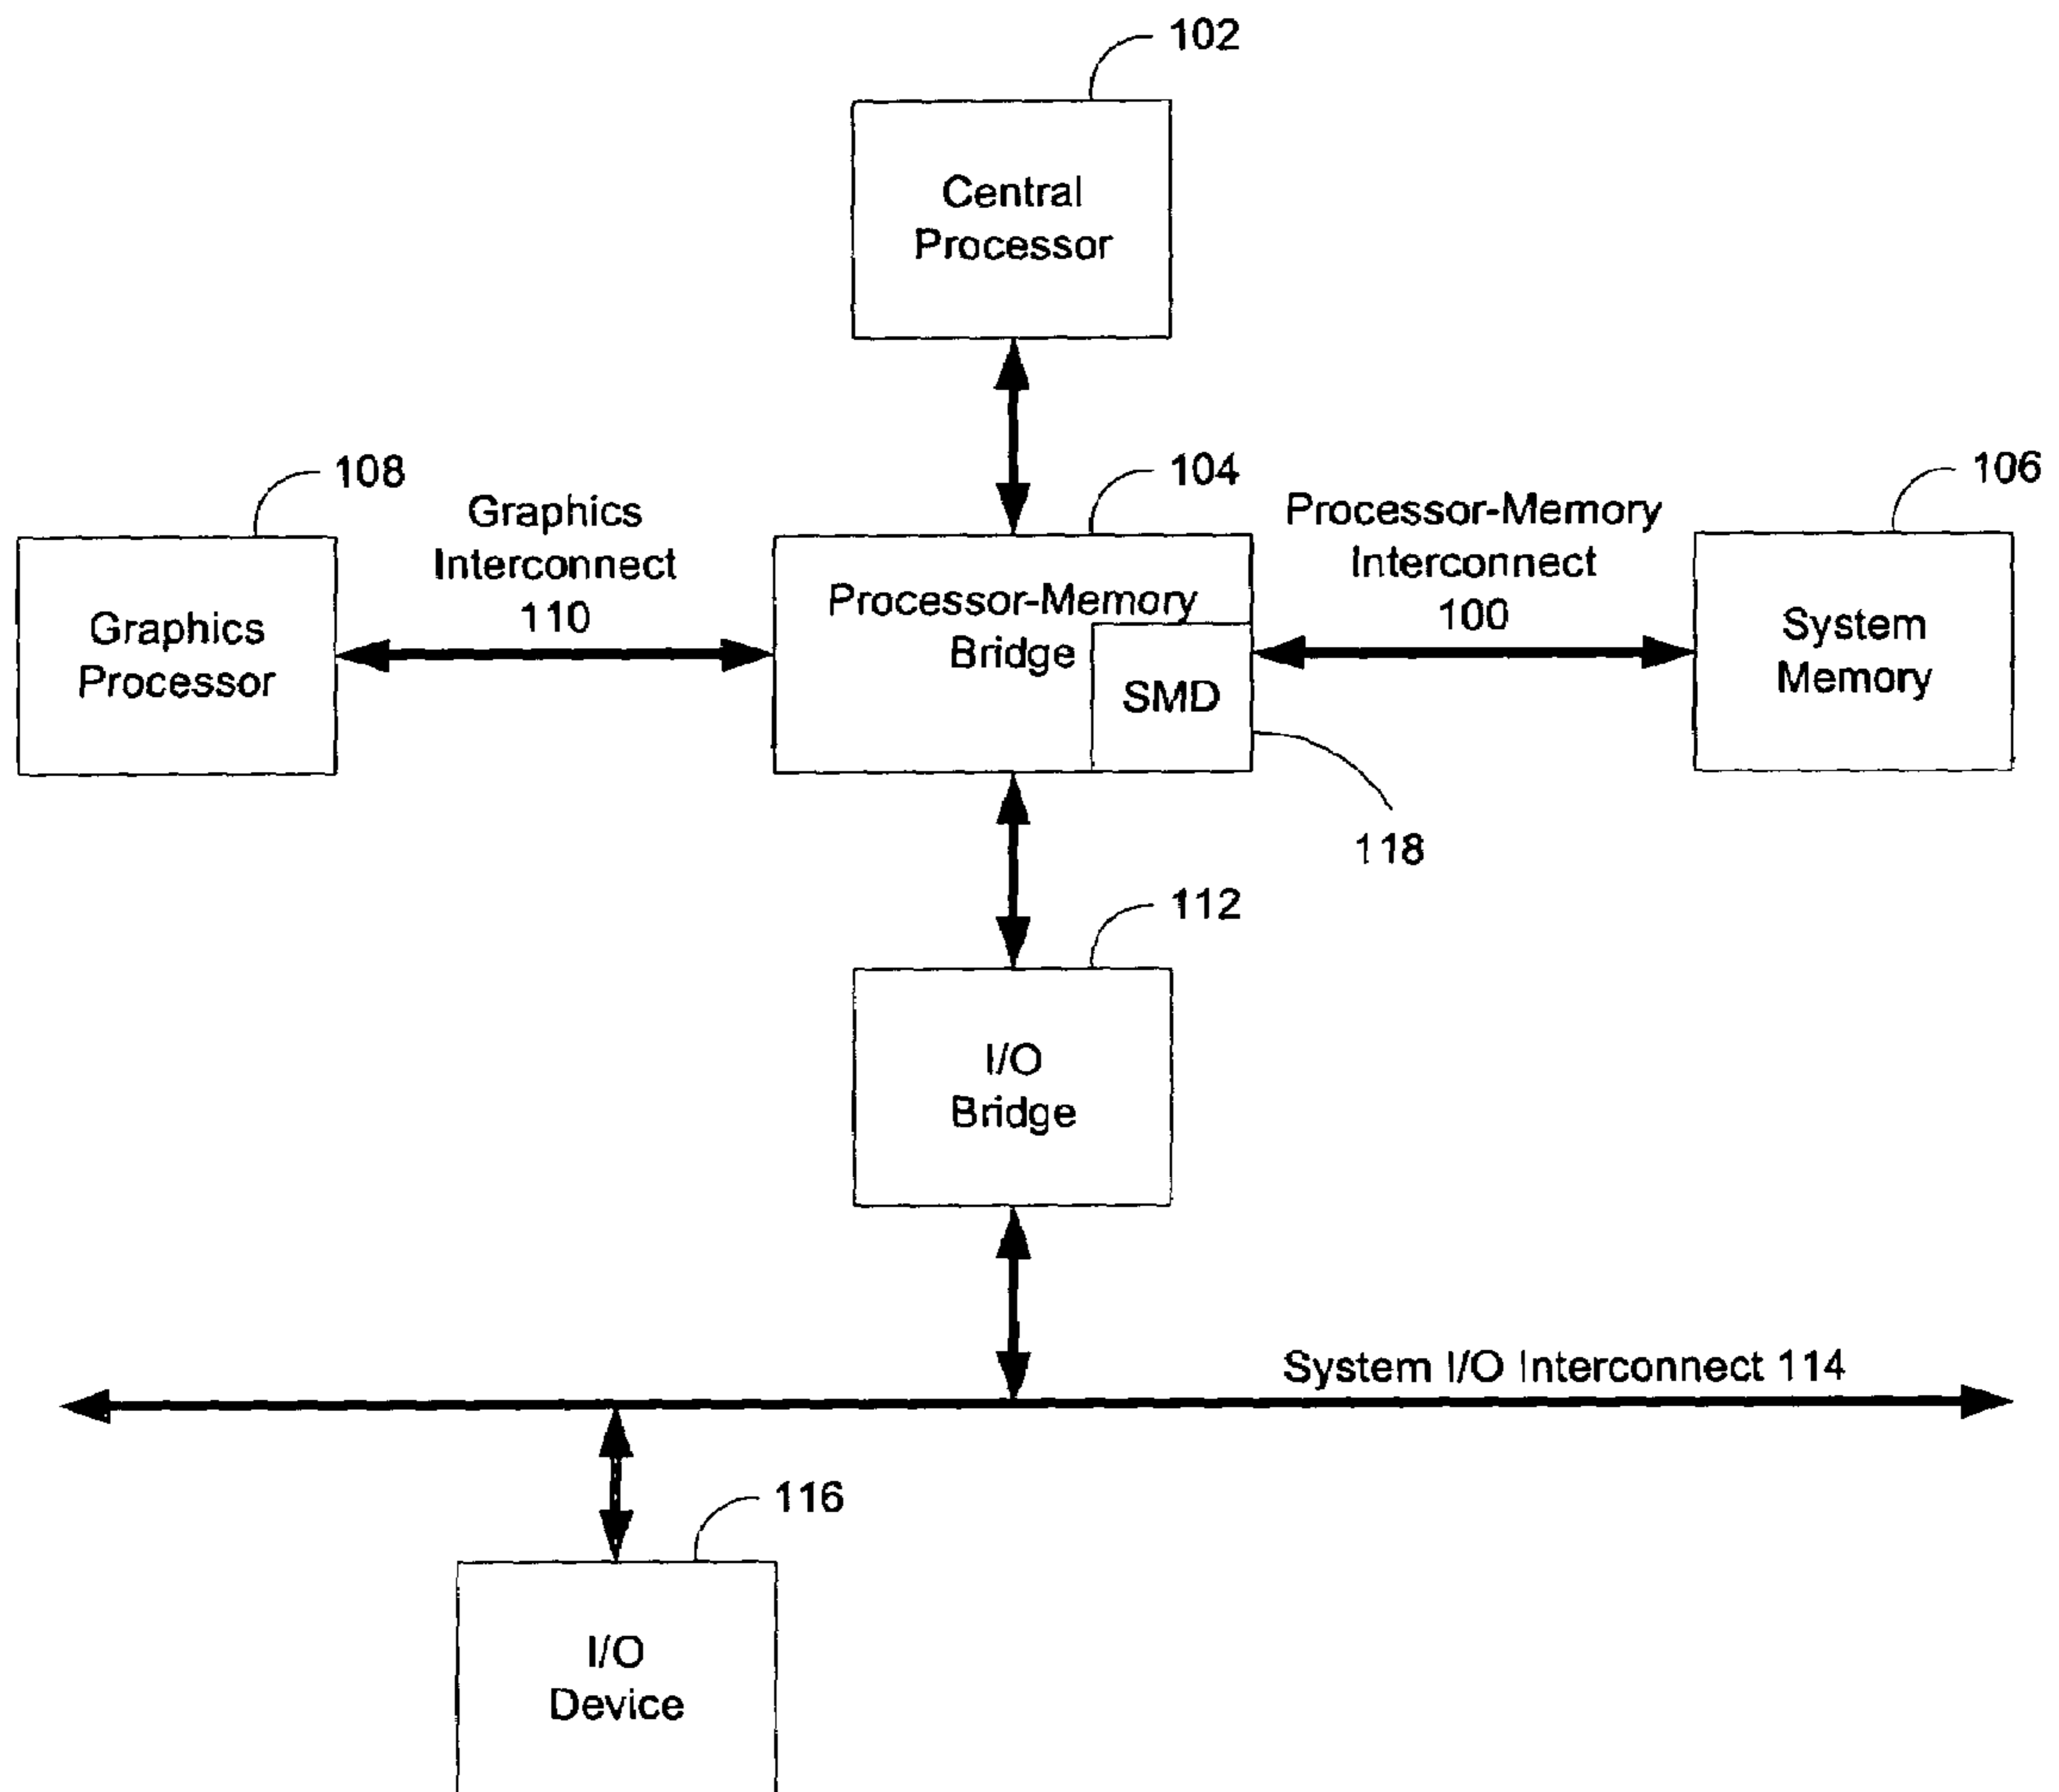 102
Central
Processor
108
Graphics
Interconnect
110
104
Processor-Memory
Interconnect
100
106
Graphics
Processor
Processor-Memory
Bridge
SMD
System
Memory
118
112
I/O
Bridge
System I/O Interconnect 114
116
I/O
Device